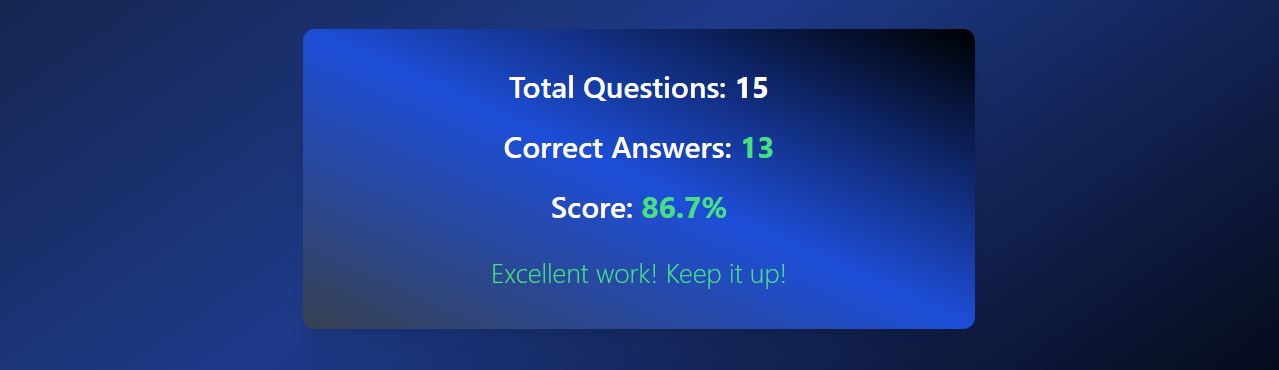 Total Questions: 15
Correct Answers: 13
Score: 86.7%
Excellent work! Keep it up!